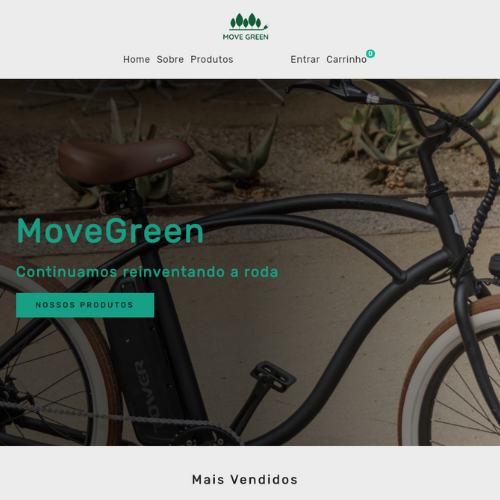 MOVE GREEN
Home Sobre Produtos
Entrar Carrinho 0
MoveGreen
Continuamos reinventando a roda
NOSSOS PRODUTOS
Mais Vendidos